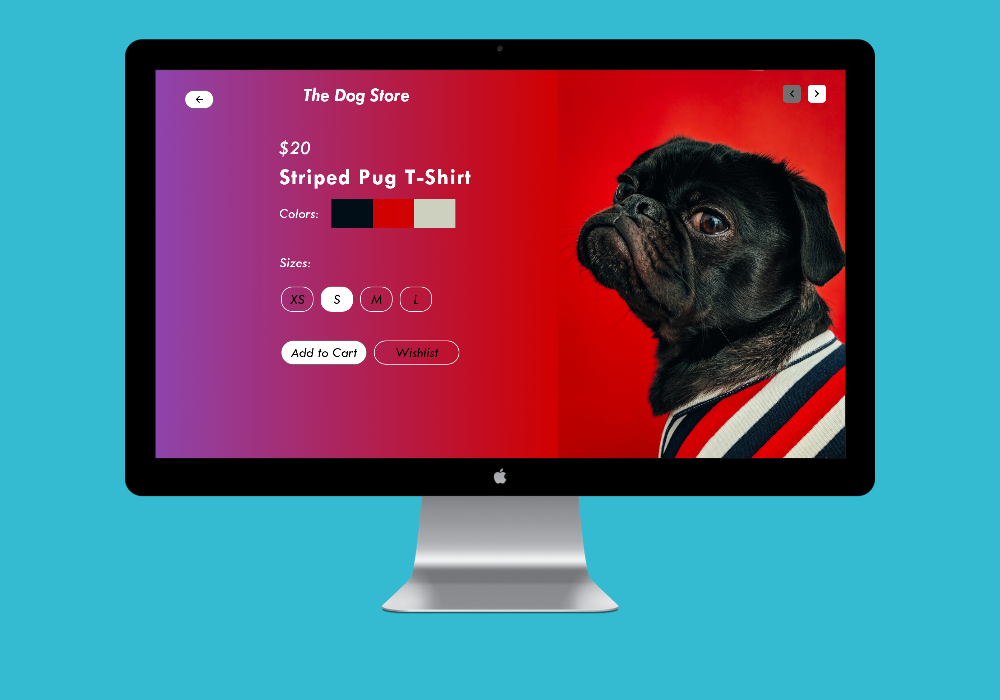 The Dog Store
$20
Striped Pug T-Shirt
Colors:
Sizes:
XS S M L
Add to Cart Wishlist